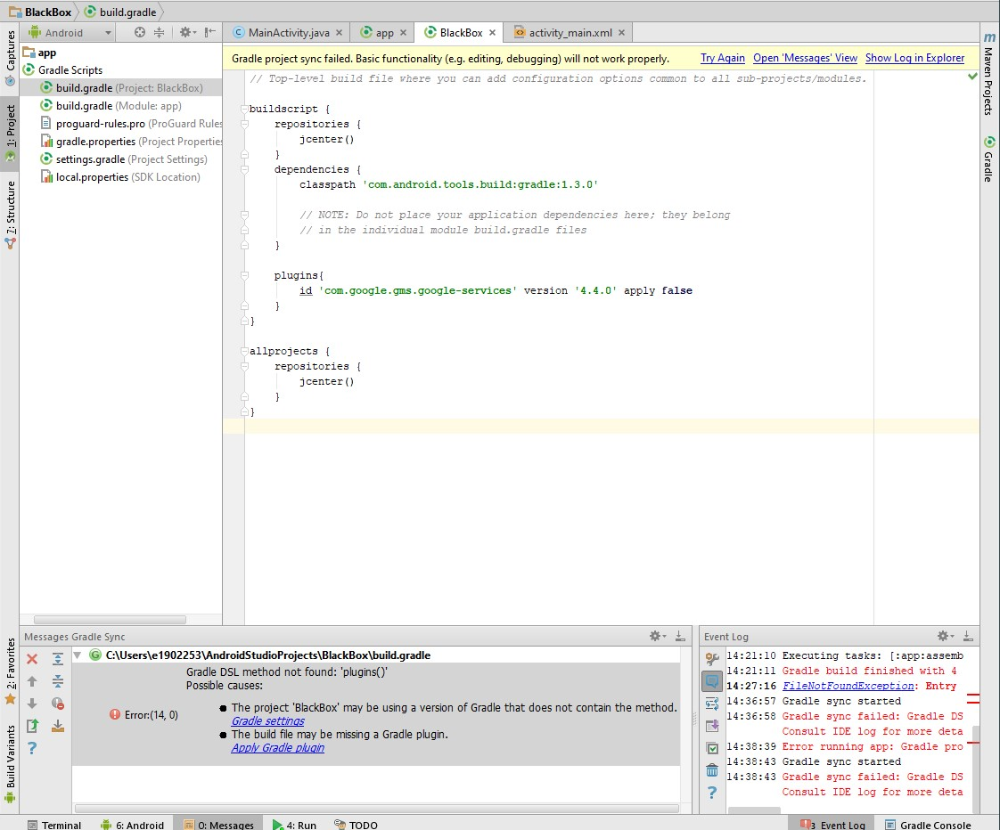 BlackBox
build.gradle
Android
MainActivity.java
app
BlackBox
activity_main.xml
Captures
1: Project
7: Structure
2: Favorites
Build Variants
Maven Projects
Gradle
app
Gradle Scripts
build.gradle (Project: BlackBox)
build.gradle (Module: app)
proguard-rules.pro (ProGuard Rules
gradle.properties (Project Properties
settings.gradle (Project Settings)
local.properties (SDK Location)
Gradle project sync failed. Basic functionality (e.g. editing, debugging) will not work properly. Try Again Open 'Messages' View Show Log in Explorer
// Top-level build file where you can add configuration options common to all sub-projects/modules.
buildscript {
repositories {
jcenter()
}
dependencies {
classpath 'com.android.tools.build:gradle:1.3.0'
// NOTE: Do not place your application dependencies here; they belong
// in the individual module build.gradle files
}
plugins{
id 'com.google.gms.google-services' version '4.4.0' apply false
}
}
allprojects {
repositories {
jcenter()
}
}
Messages Gradle Sync
C:\Users\e1902253\AndroidStudioProjects\BlackBox\build.gradle
Error:(14, 0)
Gradle DSL method not found: 'plugins()'
Possible causes:
● The project 'BlackBox' may be using a version of Gradle that does not contain the method.
Gradle settings
● The build file may be missing a Gradle plugin.
Apply Gradle plugin
Event Log
14:21:10 Executing tasks: [:app:assemb
14:21:11 Gradle build finished with 4
14:27:16 FileNotFoundException: Entry
14:36:57 Gradle sync started
14:36:58 Gradle sync failed: Gradle DS
Consult IDE log for more deta
14:38:39 Error running app: Gradle pro
14:38:43 Gradle sync started
14:38:43 Gradle sync failed: Gradle DS
Consult IDE log for more deta
Terminal
6: Android
0: Messages
4: Run
TODO
3 Event Log
Gradle Console